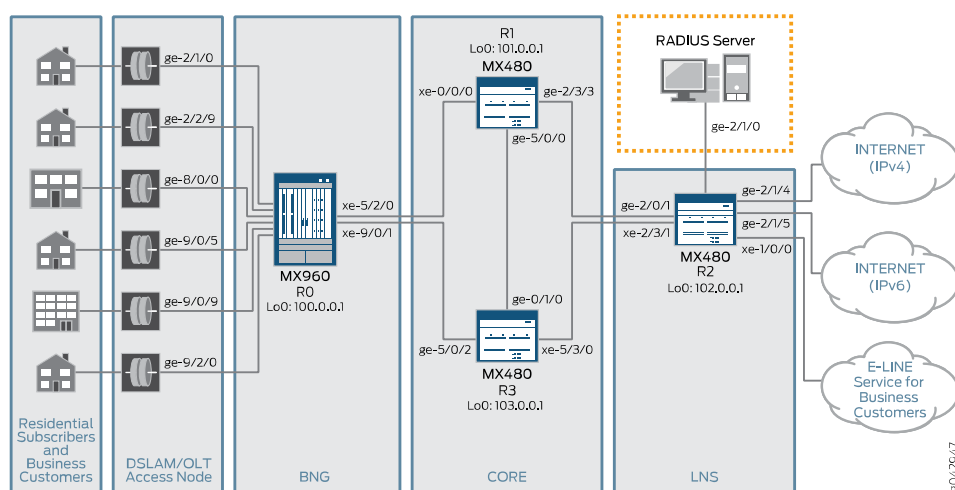 R1
Lo0: 101.0.0.1
MX480
RADIUS Server
xe-0/0/0
ge-2/3/3
ge-5/0/0
ge-2/1/0
ge-2/1/0
ge-2/2/9
ge-8/0/0
ge-9/0/5
ge-9/0/9
ge-9/2/0
xe-5/2/0
xe-9/0/1
MX960
R0
Lo0: 100.0.0.1
ge-2/0/1
xe-2/3/1
ge-2/1/4
ge-2/1/5
xe-1/0/0
MX480
R2
Lo0: 102.0.0.1
ge-0/1/0
ge-5/0/2
xe-5/3/0
MX480
R3
Lo0: 103.0.0.1
INTERNET
(IPv4)
INTERNET
(IPv6)
E-LINE
Service for
Business
Customers
Residential
Subscribers
and
Business
Customers
DSLAM/OLT
Access Node
BNG
CORE
LNS
g042947